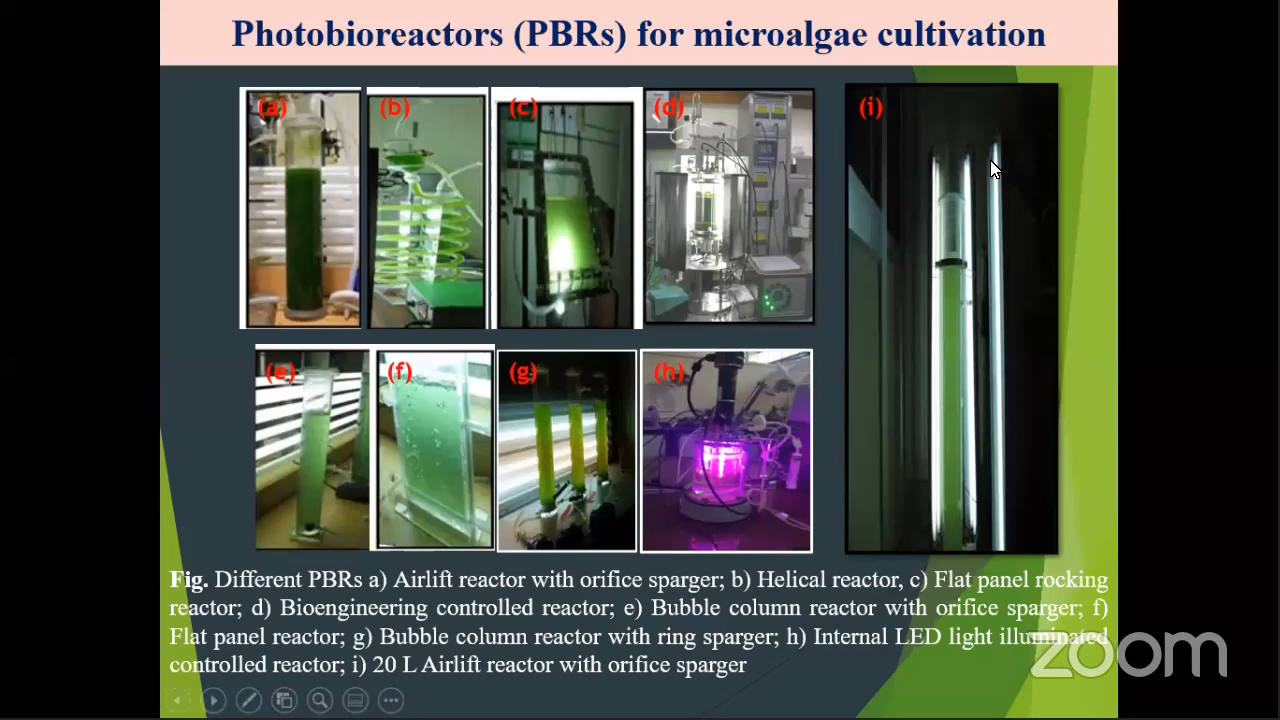 Photobioreactors (PBRs) for microalgae cultivation
(a)
(b)
(c)
(d)
(i)
(e)
(f)
(g)
(h)
Fig. Different PBRs a) Airlift reactor with orifice sparger; b) Helical reactor, c) Flat panel rocking
reactor; d) Bioengineering controlled reactor; e) Bubble column reactor with orifice sparger; f)
Flat panel reactor; g) Bubble column reactor with ring sparger; h) Internal LED light illuminated
controlled reactor; i) 20 L Airlift reactor with orifice sparger
zoom